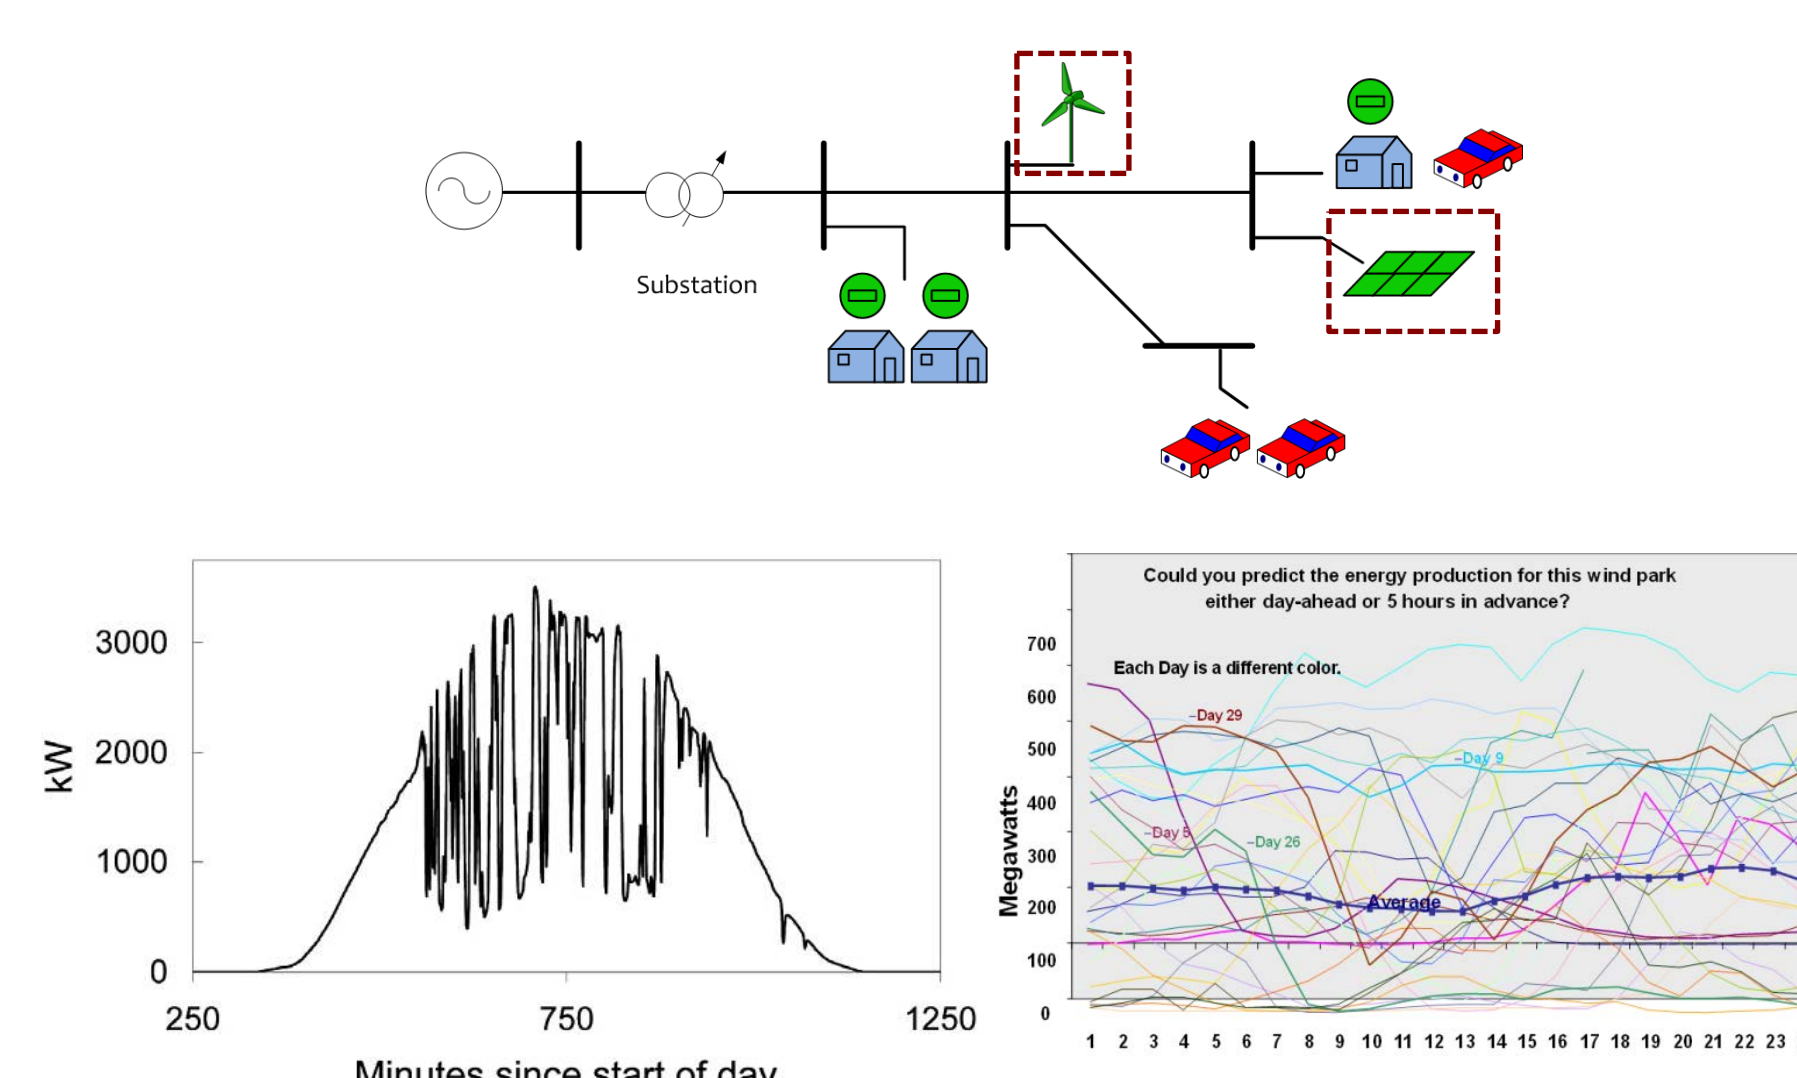 Substation
kW
3000
2000
1000
0
250
750
1250
Minutes since start of day
Could you predict the energy production for this wind park
either day-ahead or 5 hours in advance?
Each Day is a different color.
Megawatts
700
600
500
400
300
200
100
0
–Day 29
–Day 9
–Day 5
–Day 26
Average
1 2 3 4 5 6 7 8 9 10 11 12 13 14 15 16 17 18 19 20 21 22 23